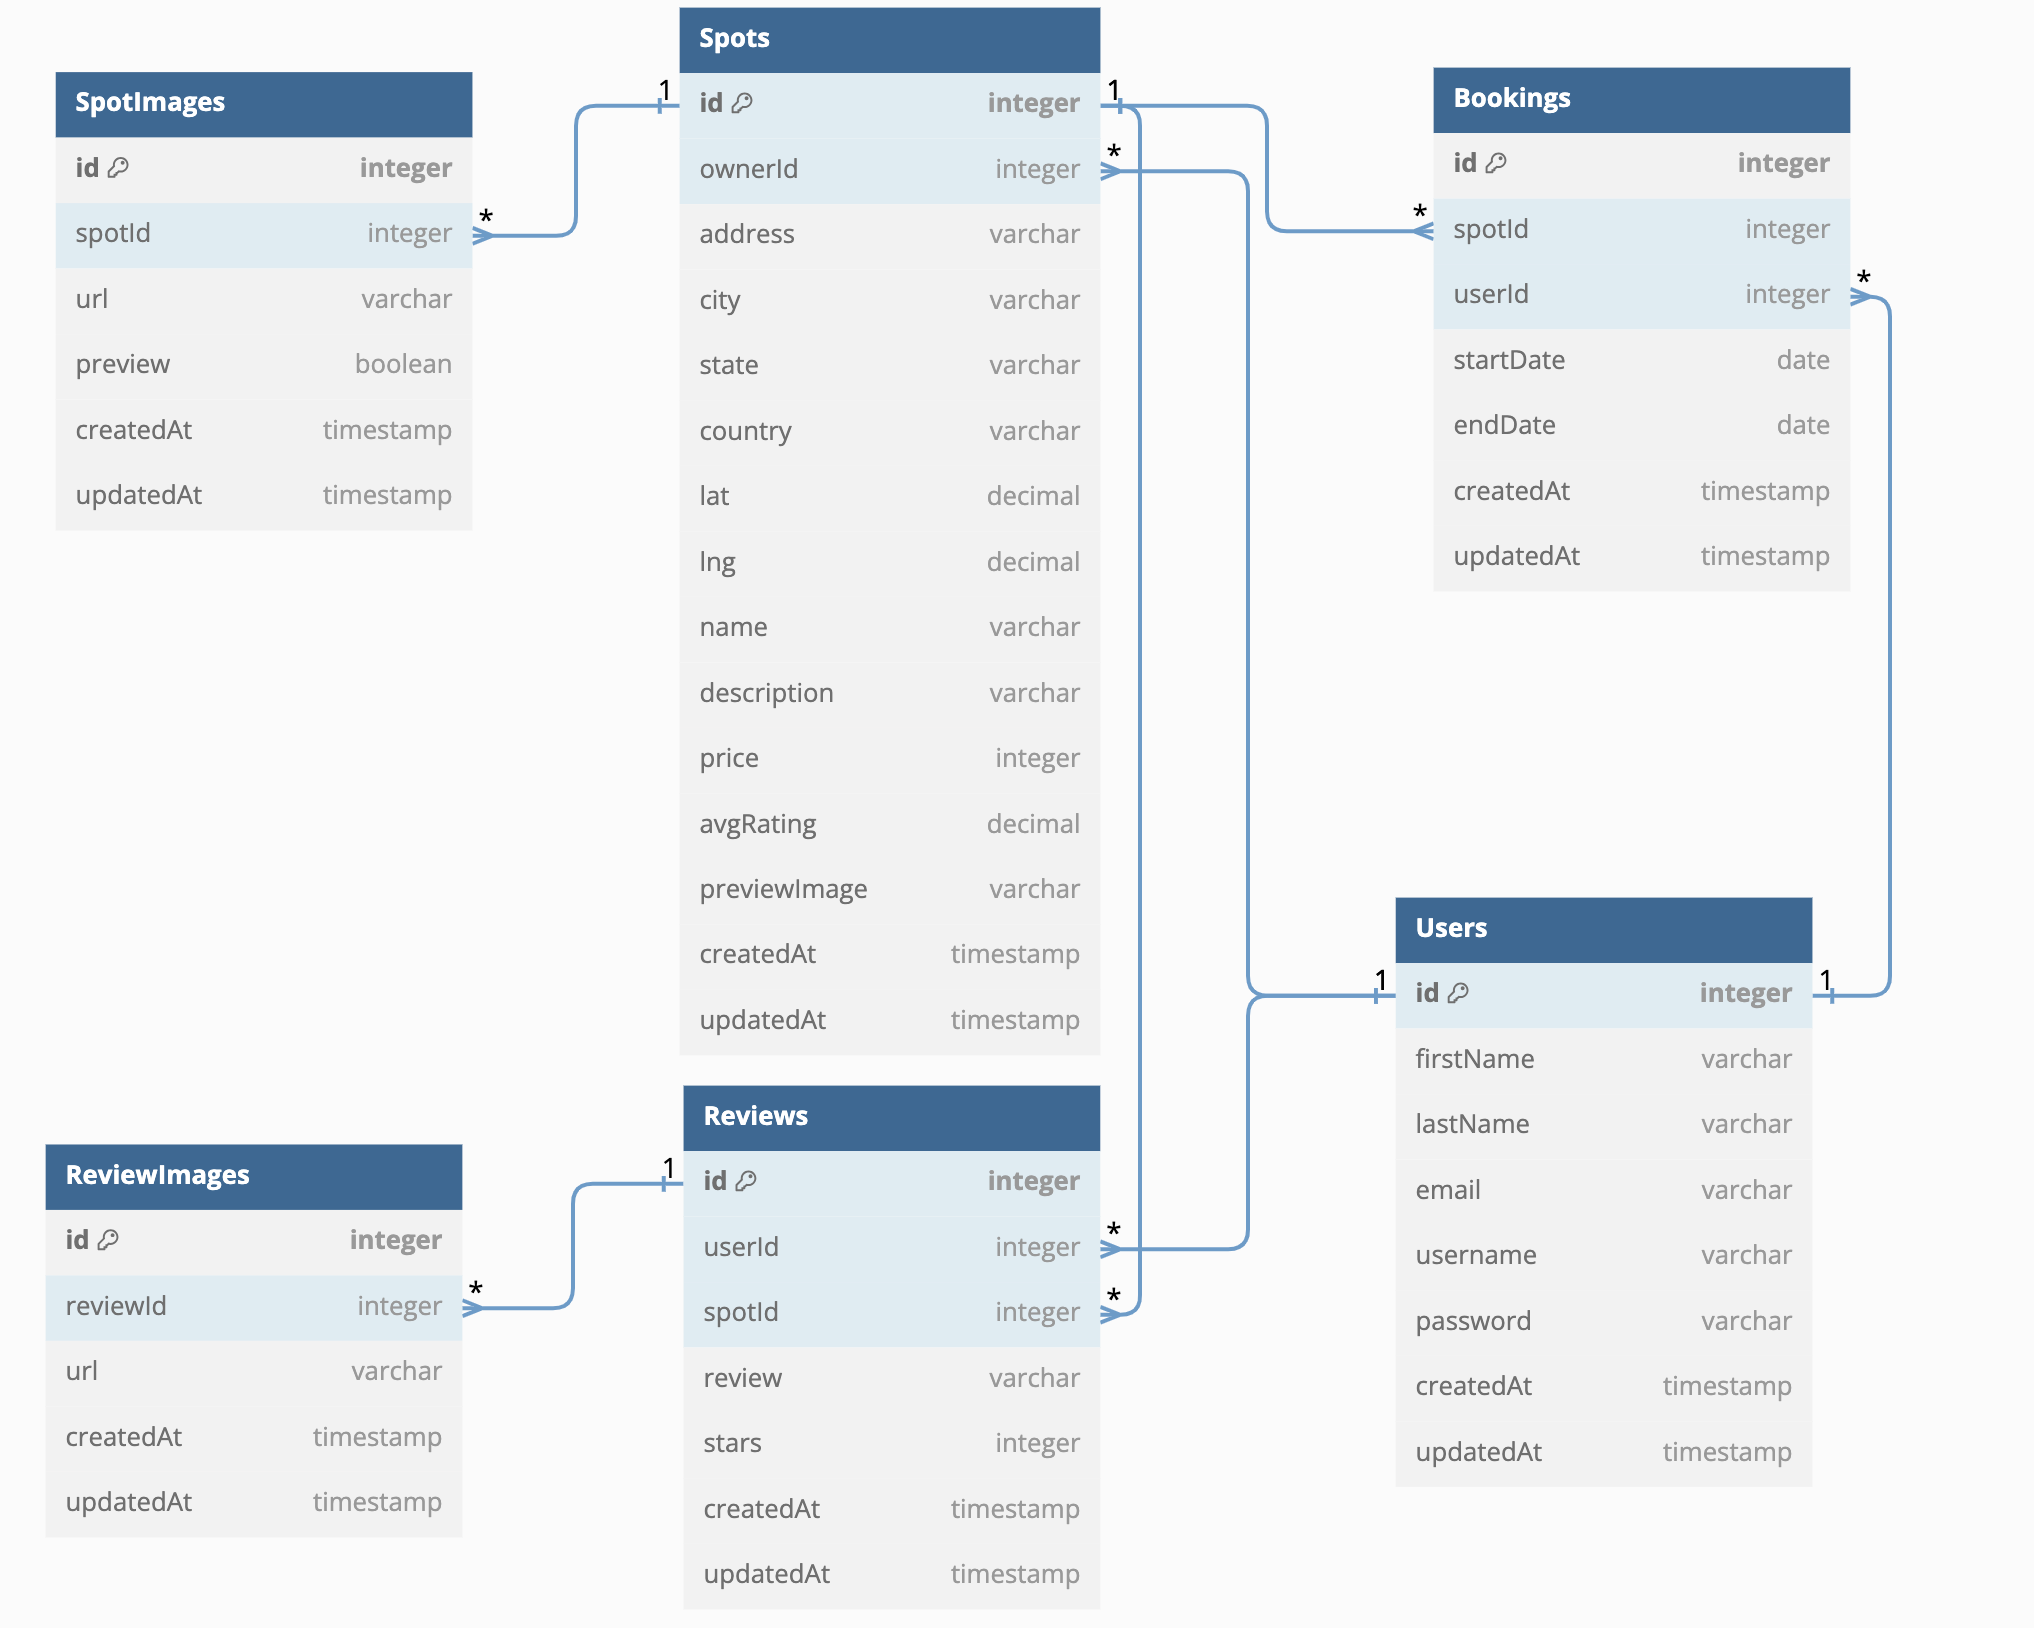 SpotImages
id integer
spotId integer
url varchar
preview boolean
createdAt timestamp
updatedAt timestamp
*
1
Spots
id integer
ownerId integer
address varchar
city varchar
state varchar
country varchar
lat decimal
lng decimal
name varchar
description varchar
price integer
avgRating decimal
previewImage varchar
createdAt timestamp
updatedAt timestamp
1
*
Bookings
id integer
spotId integer
userId integer
startDate date
endDate date
createdAt timestamp
updatedAt timestamp
*
*
Users
id integer
firstName varchar
lastName varchar
email varchar
username varchar
password varchar
createdAt timestamp
updatedAt timestamp
1
1
Reviews
id integer
userId integer
spotId integer
review varchar
stars integer
createdAt timestamp
updatedAt timestamp
1
*
*
ReviewImages
id integer
reviewId integer
url varchar
createdAt timestamp
updatedAt timestamp
*